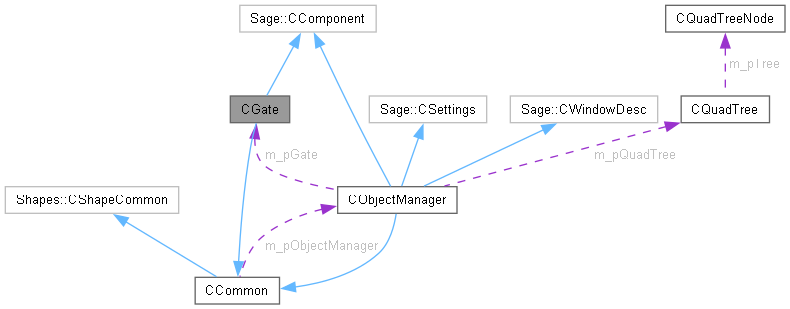 Sage::CComponent
CQuadTreeNode
m_pTree
CGate
Sage::CSettings
Sage::CWindowDesc
CQuadTree
m_pGate
m_pQuadTree
Shapes::CShapeCommon
CObjectManager
m_pObjectManager
CCommon